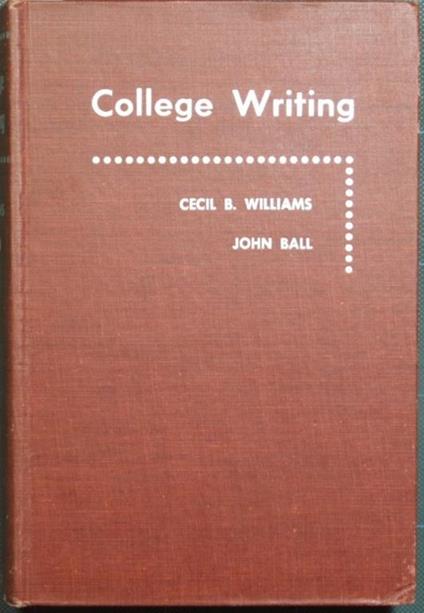 College Writing
CECIL B. WILLIAMS
JOHN BALL